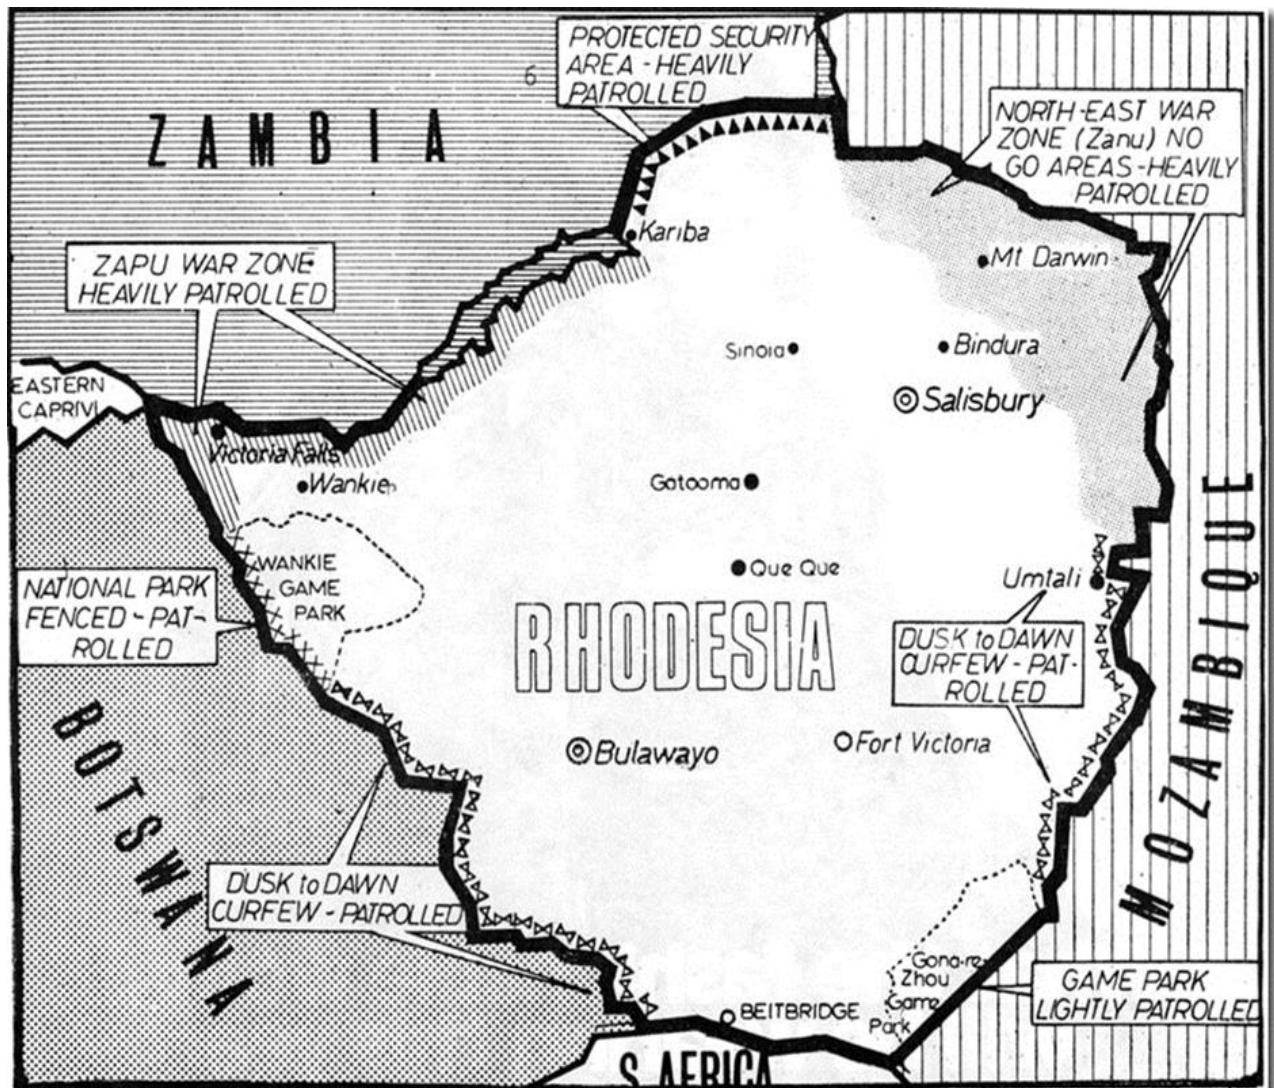 PROTECTED SECURITY
AREA - HEAVILY
PATROLLED
6
ZAMBIA
NORTH-EAST WAR
ZONE (Zanu) NO
GO AREAS - HEAVILY
PATROLLED
Kariba
ZAPU WAR ZONE
HEAVILY PATROLLED
Mt Darwin
Sinoia
Bindura
EASTERN
CAPRIVI
Salisbury
Victoria Falls
Wankie
Gatooma
WANKIE
GAME
PARK
Que Que
Umtali
NATIONAL PARK
FENCED - PAT-
ROLLED
RHODESIA
DUSK to DAWN
CURFEW - PAT-
ROLLED
MOZAMBIQUE
BOTSWANA
Bulawayo
Fort Victoria
DUSK to DAWN
CURFEW - PATROLLED
Gona-re-
Zhou
Game
Park
GAME PARK
LIGHTLY PATROLLED
BEITBRIDGE
S. AFRICA